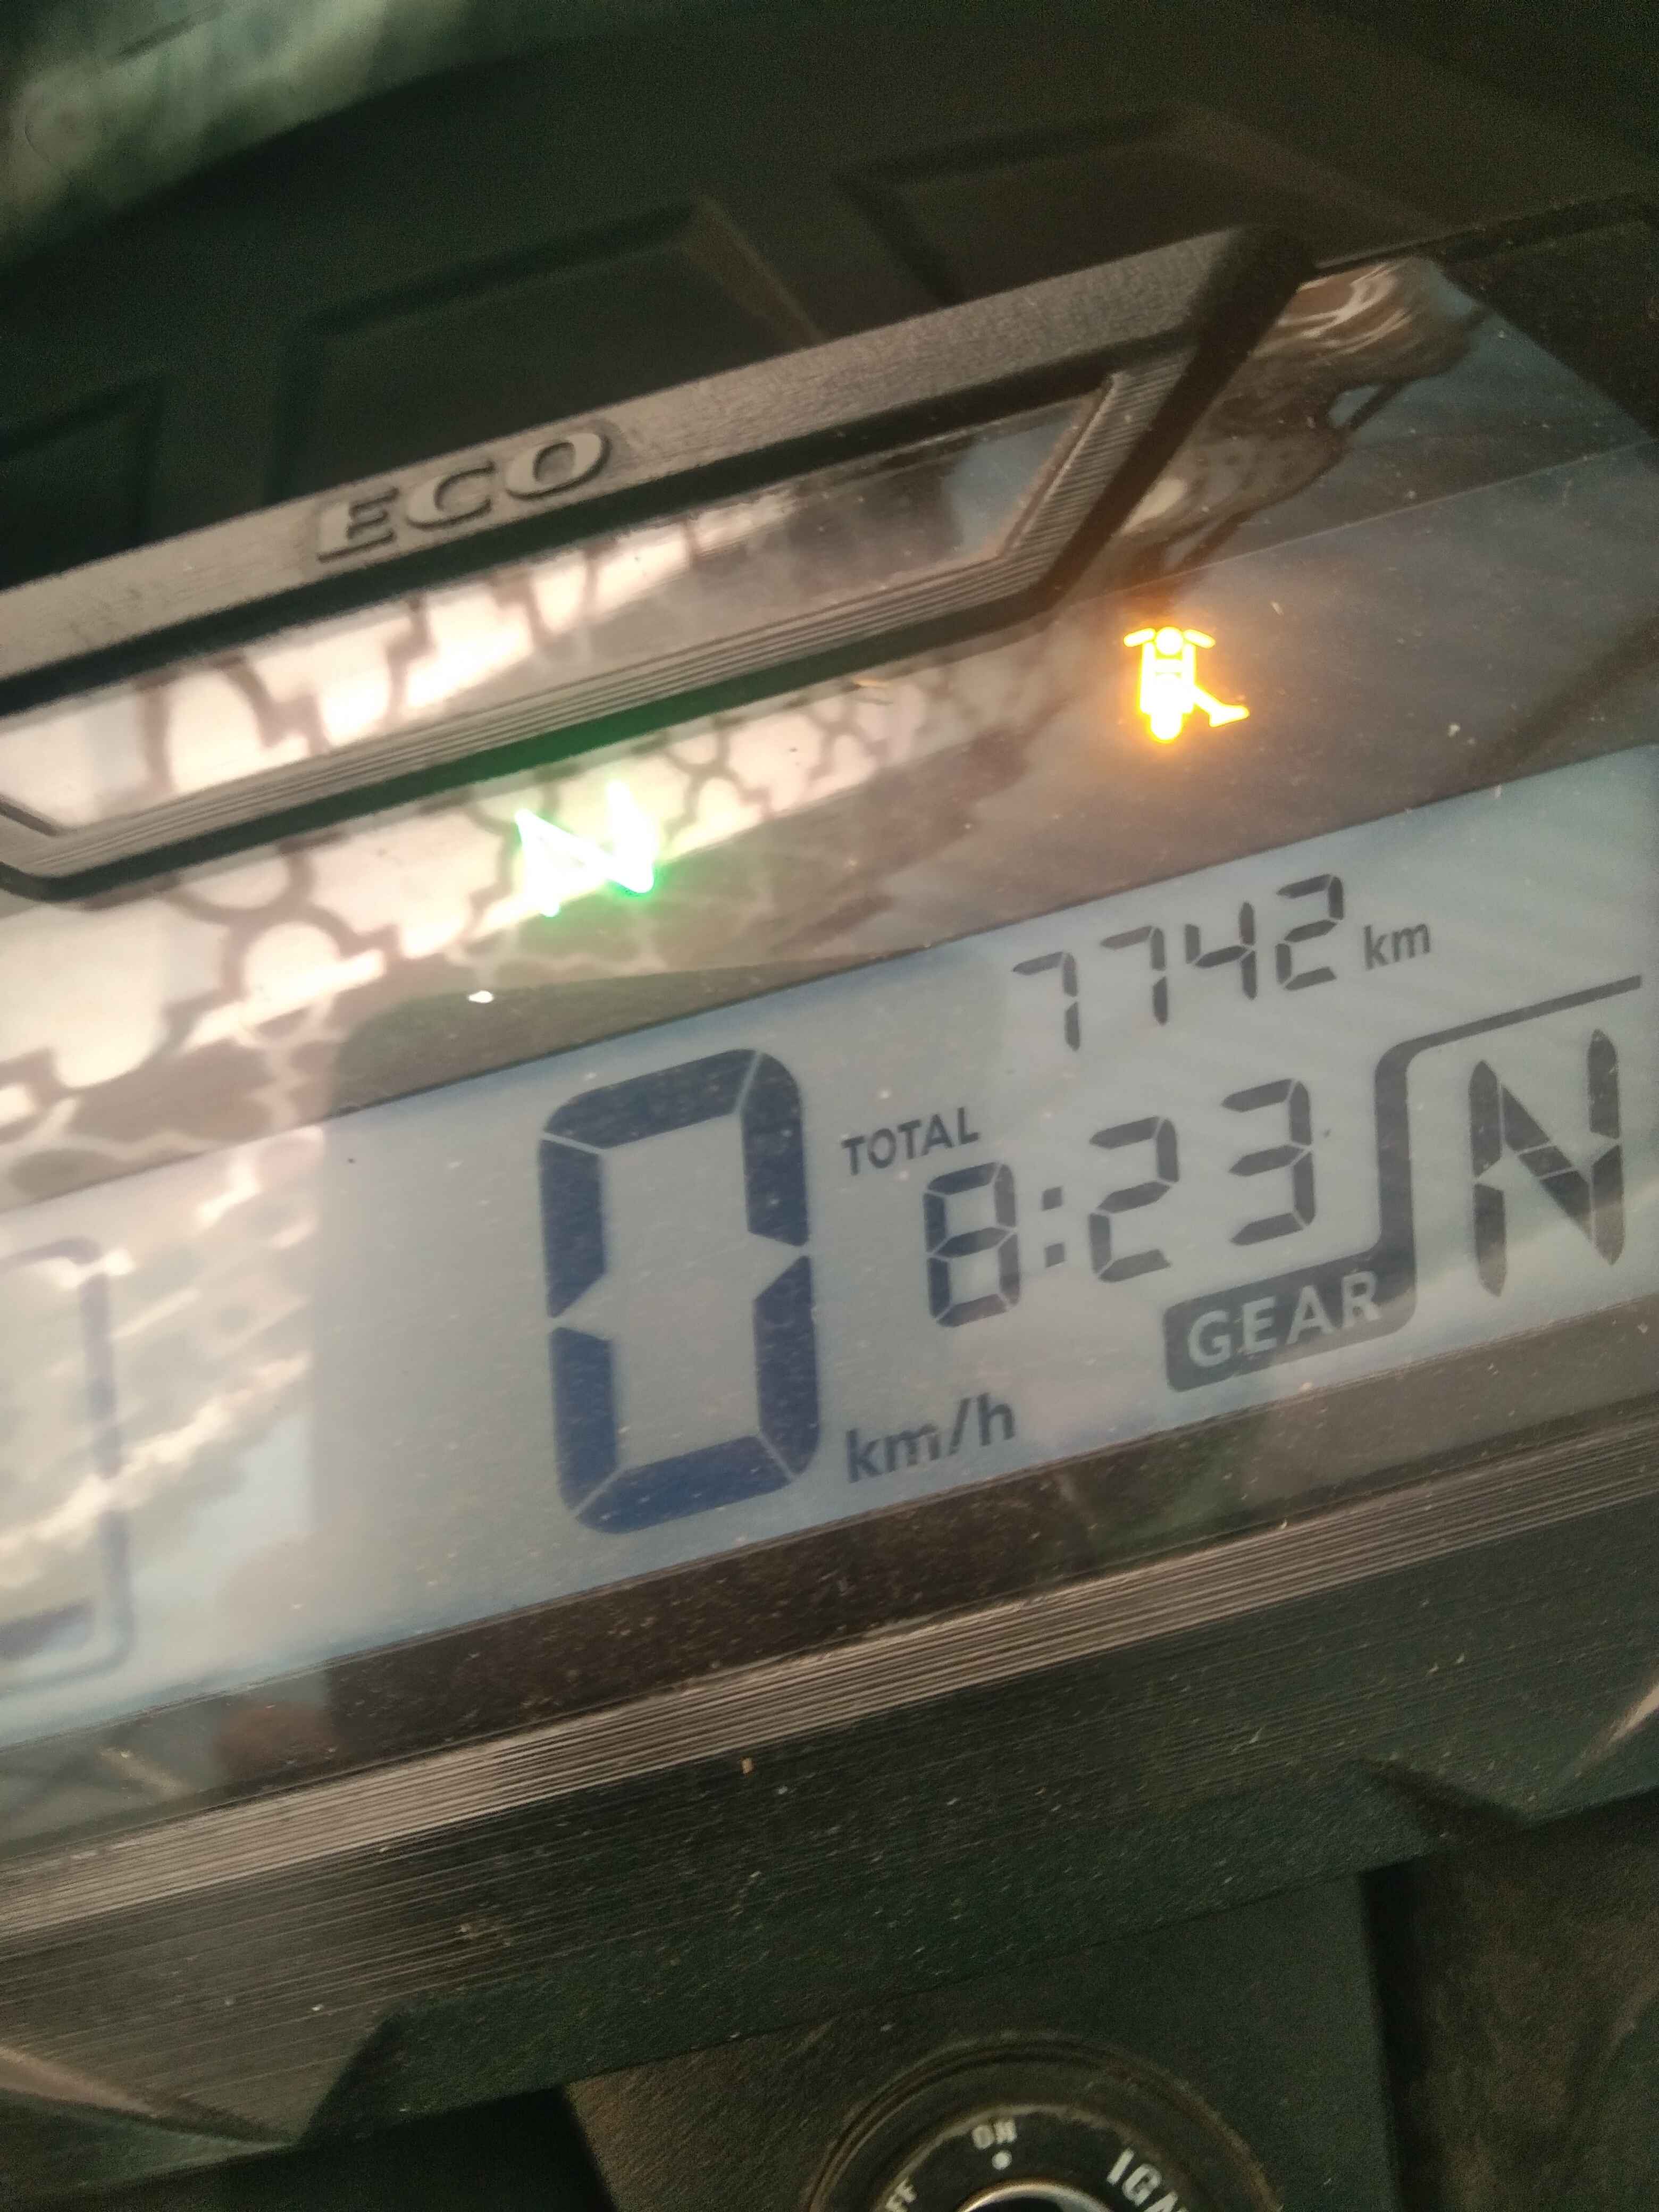 ECO
N
7742 km
TOTAL
8:23
N
GEAR
0 km/h
ON